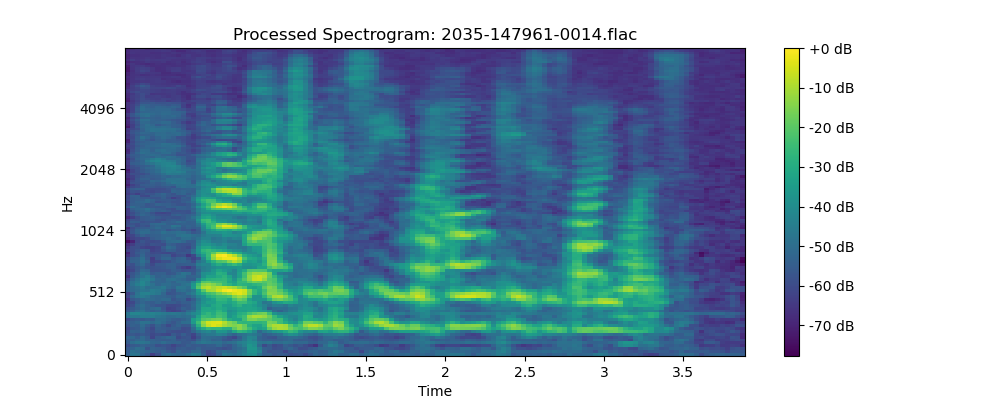 Processed Spectrogram: 2035-147961-0014.flac
Hz
4096
2048
1024
512
0
0 0.5 1 1.5 2 2.5 3 3.5
Time
+0 dB
-10 dB
-20 dB
-30 dB
-40 dB
-50 dB
-60 dB
-70 dB